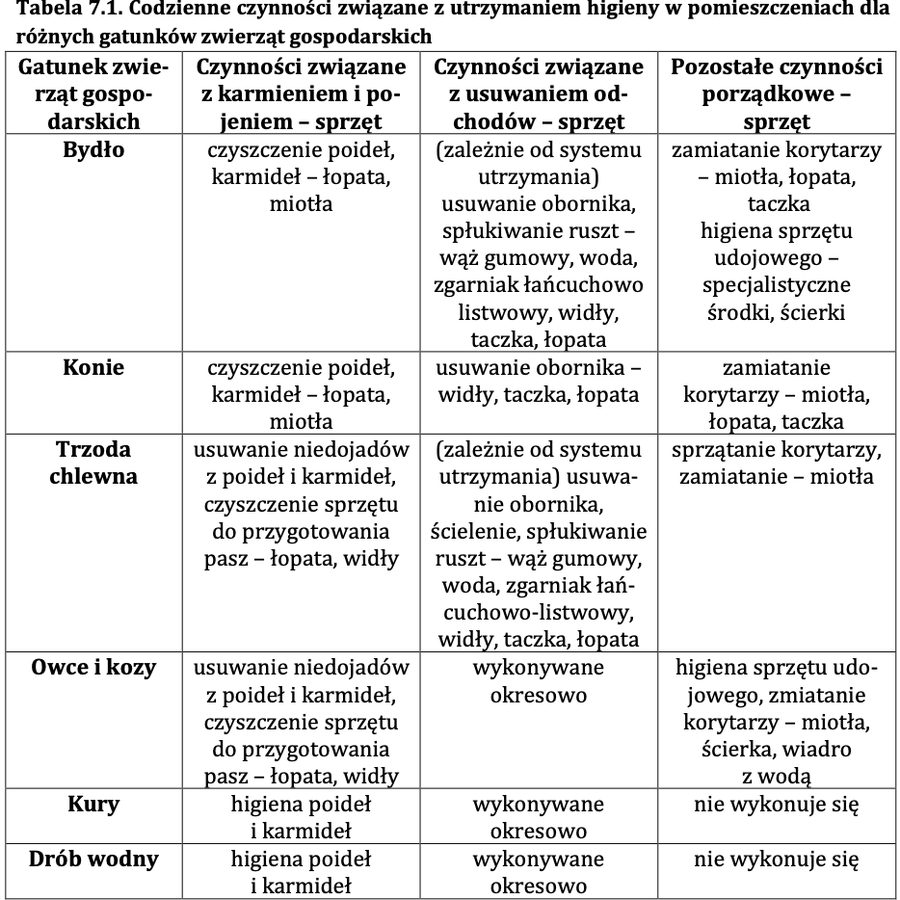 Tabela 7.1. Codzienne czynności związane z utrzymaniem higieny w pomieszczeniach dla
różnych gatunków zwierząt gospodarskich
Gatunek zwie-
rząt gospo-
darskich
Czynności związane
z karmieniem i po-
jeniem – sprzęt
Czynności związane
z usuwaniem od-
chodów – sprzęt
Pozostałe czynności
porządkowe –
sprzęt
Bydło
czyszczenie poideł,
karmideł – łopata,
miotła
(zależnie od systemu
utrzymania)
usuwanie obornika,
spłukiwanie ruszt –
wąż gumowy, woda,
zgarniak łańcuchowo
listwowy, widły,
taczka, łopata
zamiatanie korytarzy
– miotła, łopata,
taczka
higiena sprzętu
udojowego –
specjalistyczne
środki, ścierki
Konie
czyszczenie poideł,
karmideł – łopata,
miotła
usuwanie obornika –
widły, taczka, łopata
zamiatanie
korytarzy – miotła,
łopata, taczka
Trzoda
chlewna
usuwanie niedojadów
z poideł i karmideł,
czyszczenie sprzętu
do przygotowania
pasz – łopata, widły
(zależnie od systemu
utrzymania) usuwa-
nie obornika,
ścielenie, spłukiwanie
ruszt – wąż gumowy,
woda, zgarniak łań-
cuchowo-listwowy,
widły, taczka, łopata
sprzątanie korytarzy,
zamiatanie – miotła
Owce i kozy
usuwanie niedojadów
z poideł i karmideł,
czyszczenie sprzętu
do przygotowania
pasz – łopata, widły
wykonywane
okresowo
higiena sprzętu udo-
jowego, zmiatanie
korytarzy – miotła,
ścierka, wiadro
z wodą
Kury
higiena poideł
i karmideł
wykonywane
okresowo
nie wykonuje się
Drób wodny
higiena poideł
i karmideł
wykonywane
okresowo
nie wykonuje się